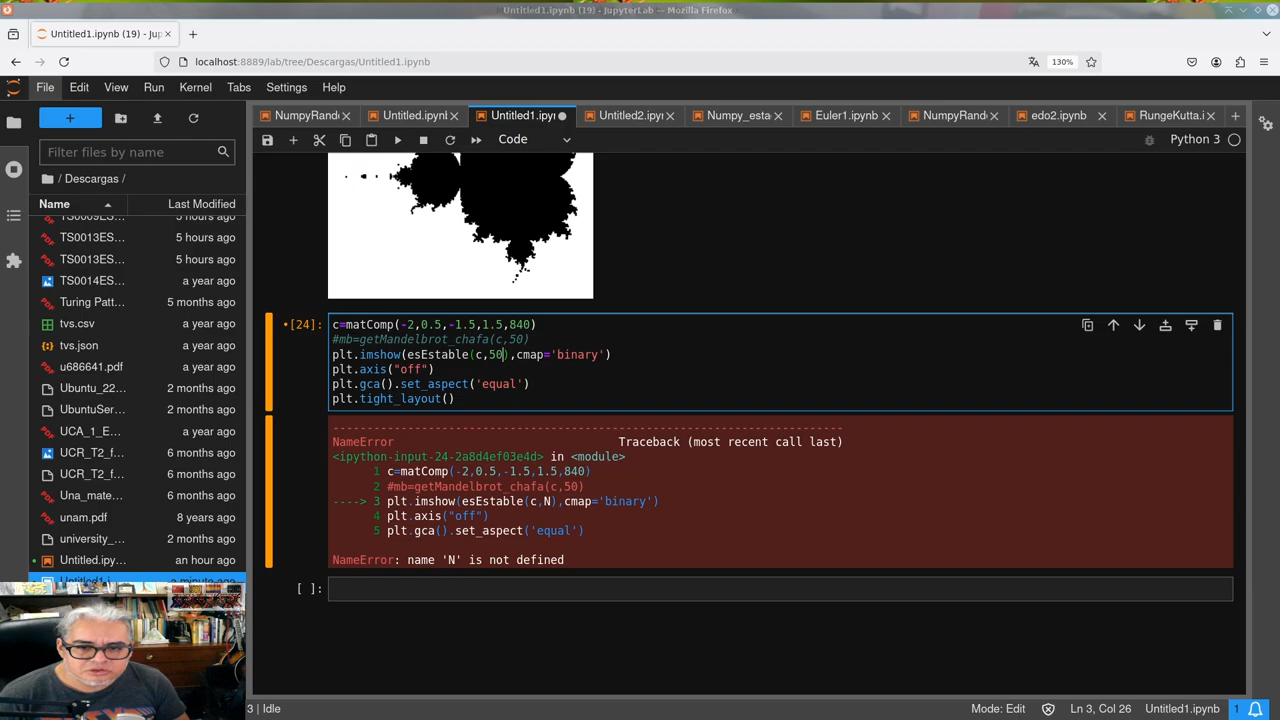 Untitled1.ipynb (19) - JupyterLab — Mozilla Firefox
Untitled1.ipynb (19) - Jup
localhost:8889/lab/tree/Descargas/Untitled1.ipynb
130%
File Edit View Run Kernel Tabs Settings Help
NumpyRand
Untitled.ipynb
Untitled1.ipy
Untitled2.ipy
Numpy_esta
Euler1.ipynb
NumpyRand
edo2.ipynb
RungeKutta.i
Code
Python 3
Filter files by name
/ Descargas /
Name Last Modified
TS0009ES... 5 hours ago
TS0013ES... 5 hours ago
TS0013ES... 5 hours ago
TS0014ES... a year ago
Turing Patt... 5 months ago
tvs.csv a year ago
tvs.json a year ago
u686641.pdf a year ago
Ubuntu_22... 2 months ago
UbuntuSer... 2 months ago
UCA_1_E... a year ago
UCR_T2_f... 6 months ago
UCR_T2_f... 6 months ago
Una_mate... 6 months ago
unam.pdf 8 years ago
university_... 2 months ago
Untitled.ipy... an hour ago
Untitled1.i... a minute ago
[24]:
c=matComp(-2,0.5,-1.5,1.5,840)
#mb=getMandelbrot_chafa(c,50)
plt.imshow(esEstable(c,50),cmap='binary')
plt.axis("off")
plt.gca().set_aspect('equal')
plt.tight_layout()
---------------------------------------------------------------------------
NameError Traceback (most recent call last)
<ipython-input-24-2a8d4ef03e4d> in <module>
1 c=matComp(-2,0.5,-1.5,1.5,840)
2 #mb=getMandelbrot_chafa(c,50)
----> 3 plt.imshow(esEstable(c,N),cmap='binary')
4 plt.axis("off")
5 plt.gca().set_aspect('equal')
NameError: name 'N' is not defined
[ ]:
3 | Idle
Mode: Edit
Ln 3, Col 26
Untitled1.ipynb
1